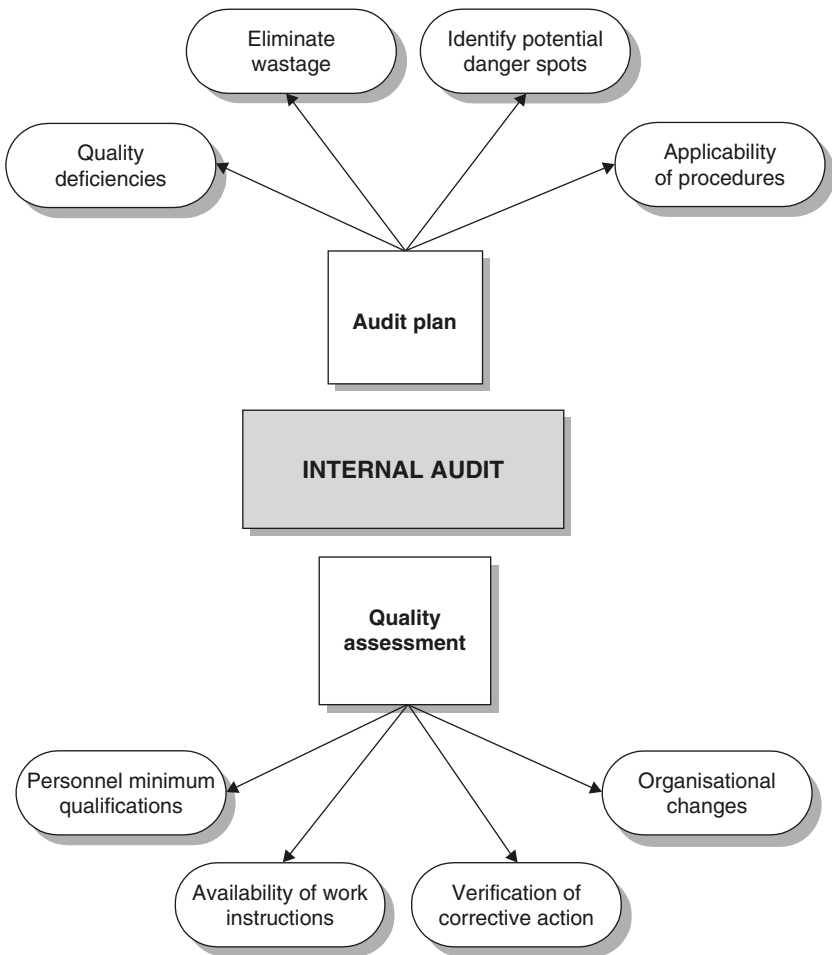 Eliminate
wastage
Identify potential
danger spots
Quality
deficiencies
Applicability
of procedures
Audit plan
INTERNAL AUDIT
Quality
assessment
Personnel minimum
qualifications
Organisational
changes
Availability of work
instructions
Verification of
corrective action